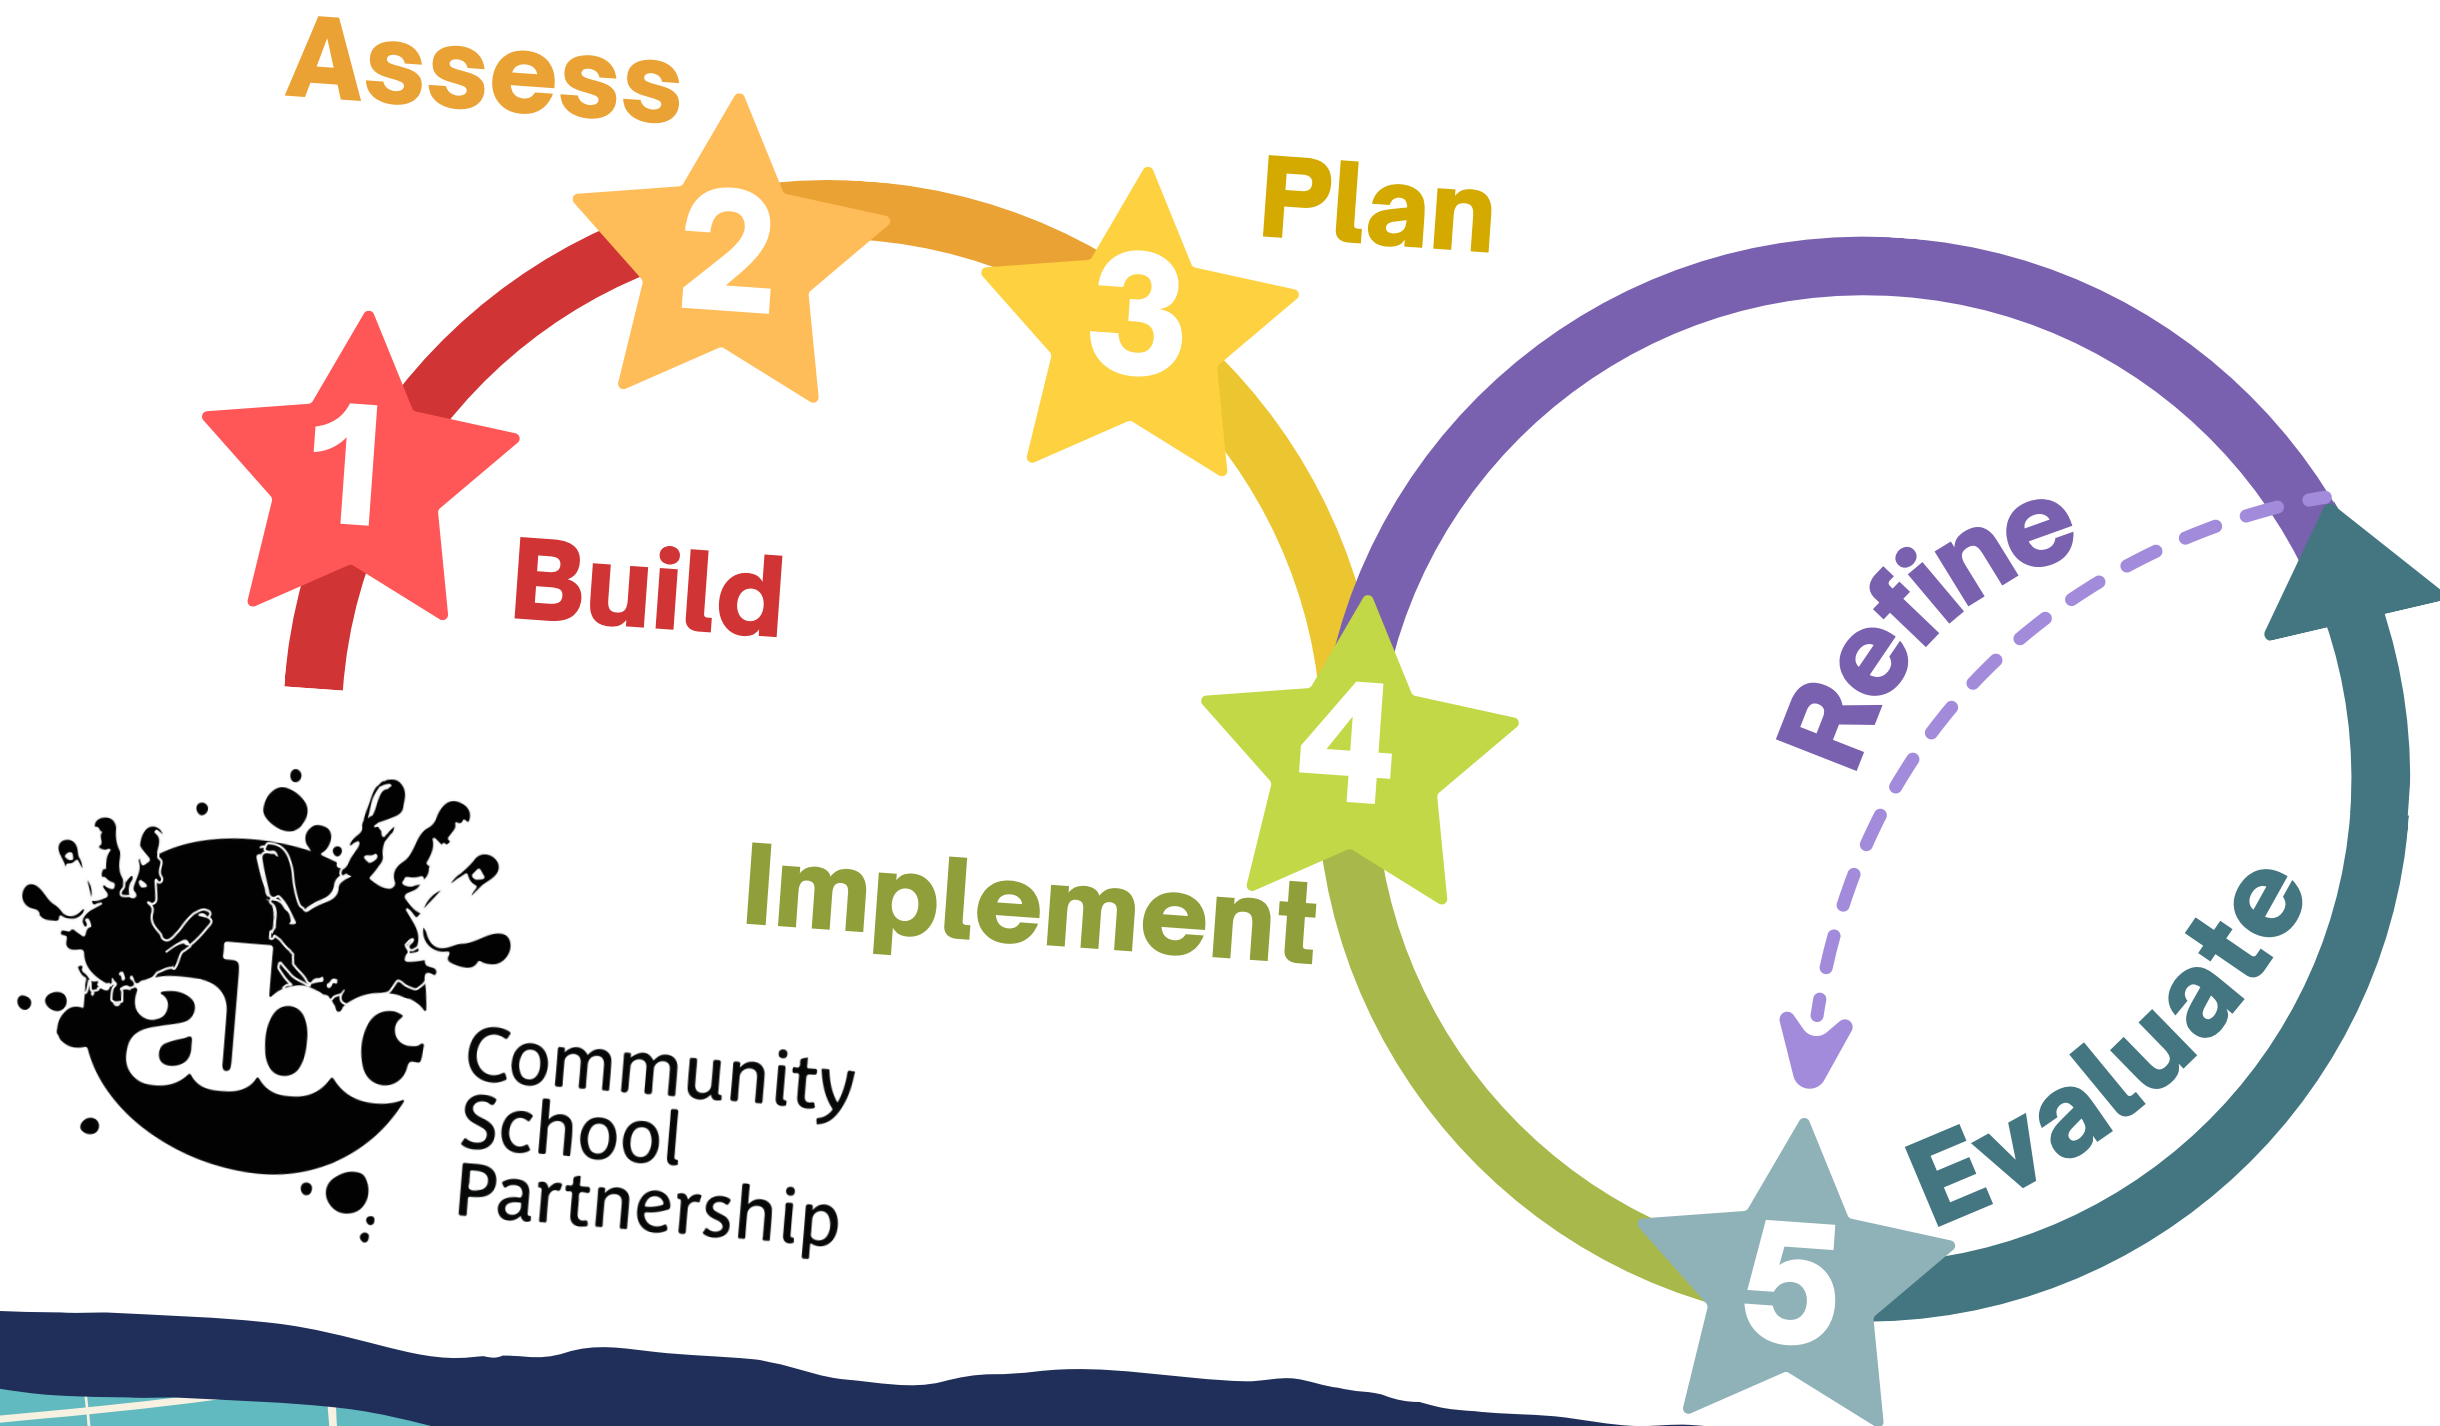 Assess
2
Plan
3
1
Build
Refine
4
Implement
Evaluate
abc
Community
School
Partnership
5